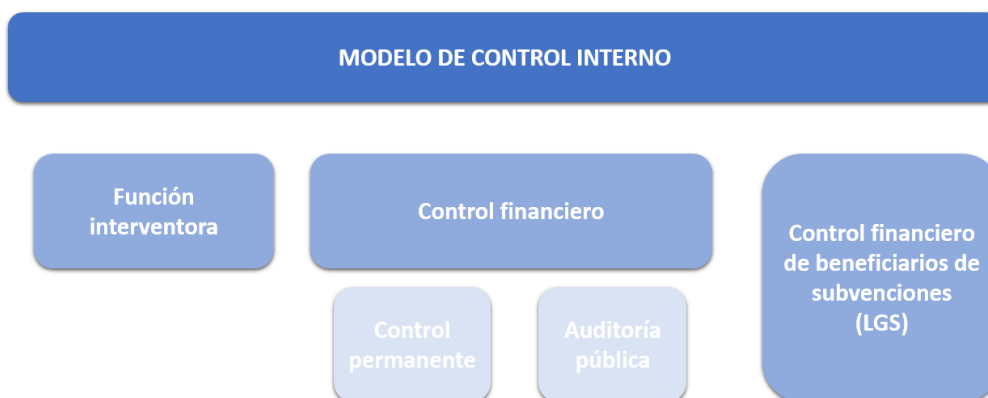 MODELO DE CONTROL INTERNO
Función
interventora
Control financiero
Control
permanente
Auditoría
pública
Control financiero
de beneficiarios de
subvenciones
(LGS)